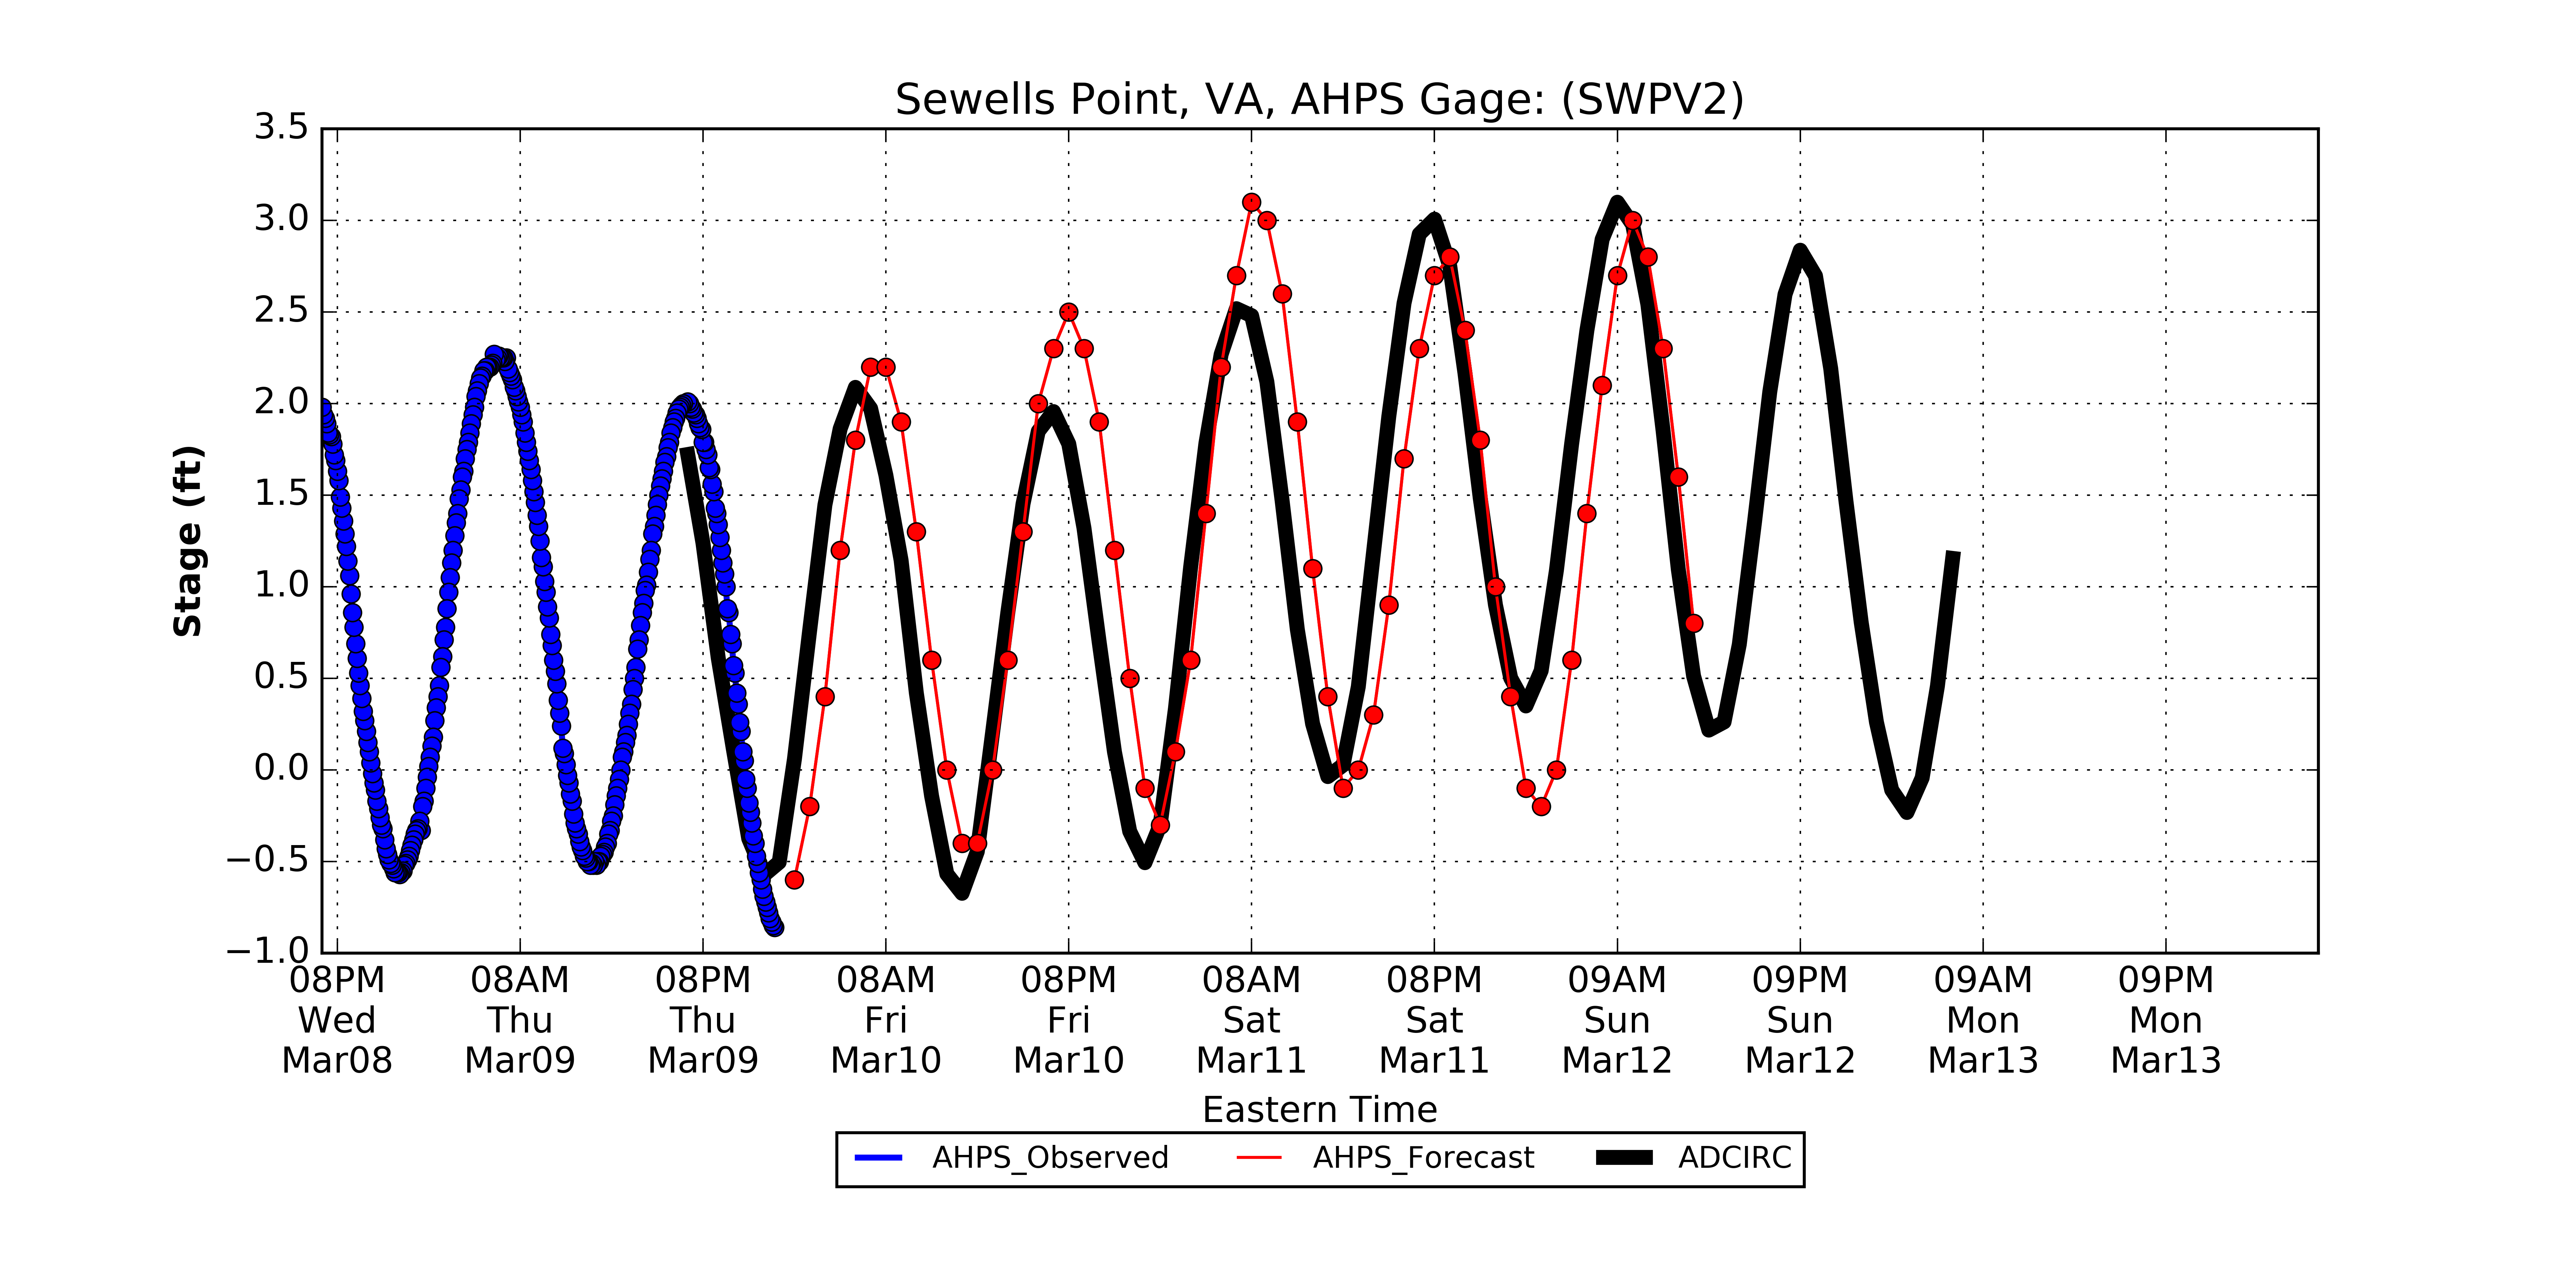 Sewells Point, VA, AHPS Gage: (SWPV2)
3.5
3.0
2.5
2.0
1.5
1.0
0.5
0.0
−0.5
−1.0
Stage (ft)
08PM 08AM 08PM 08AM 08PM 08AM 08PM 09AM 09PM 09AM 09PM
Wed Thu Thu Fri Fri Sat Sat Sun Sun Mon Mon
Mar08 Mar09 Mar09 Mar10 Mar10 Mar11 Mar11 Mar12 Mar12 Mar13 Mar13
Eastern Time
AHPS_Observed AHPS_Forecast ADCIRC